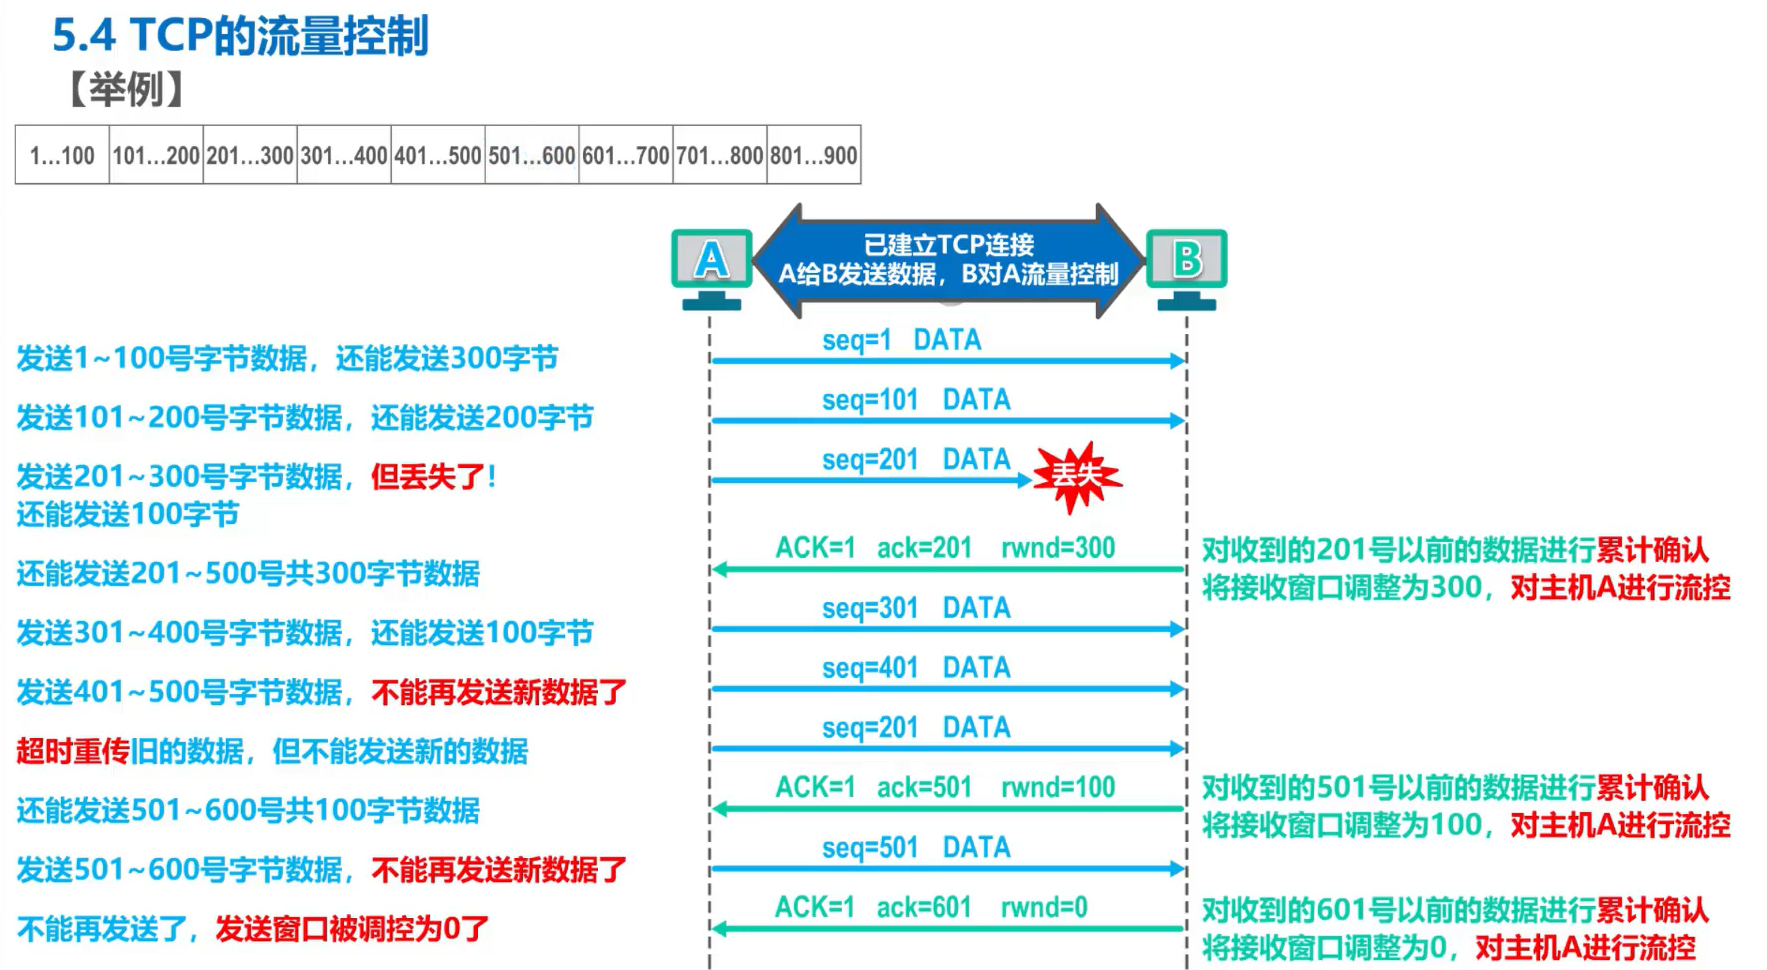 5.4 TCP的流量控制
【举例】
1...100 101...200 201...300 301...400 401...500 501...600 601...700 701...800 801...900
A
已建立TCP连接
A给B发送数据，B对A流量控制
B
发送1~100号字节数据，还能发送300字节
seq=1 DATA
发送101~200号字节数据，还能发送200字节
seq=101 DATA
发送201~300号字节数据，但丢失了！
还能发送100字节
seq=201 DATA
丢失
还能发送201~500号共300字节数据
ACK=1 ack=201 rwnd=300
对收到的201号以前的数据进行累计确认
将接收窗口调整为300，对主机A进行流控
发送301~400号字节数据，还能发送100字节
seq=301 DATA
发送401~500号字节数据，不能再发送新数据了
seq=401 DATA
超时重传旧的数据，但不能发送新的数据
seq=201 DATA
还能发送501~600号共100字节数据
ACK=1 ack=501 rwnd=100
对收到的501号以前的数据进行累计确认
将接收窗口调整为100，对主机A进行流控
发送501~600号字节数据，不能再发送新数据了
seq=501 DATA
不能再发送了，发送窗口被调控为0了
ACK=1 ack=601 rwnd=0
对收到的601号以前的数据进行累计确认
将接收窗口调整为0，对主机A进行流控